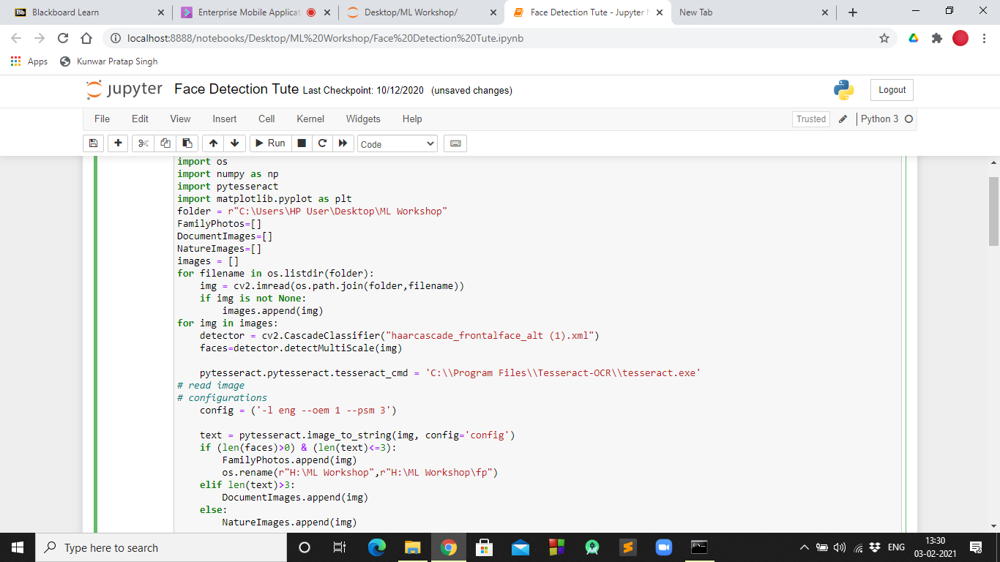 Blackboard Learn
Enterprise Mobile Applicat
Desktop/ML Workshop/
Face Detection Tute - Jupyter N
New Tab
localhost:8888/notebooks/Desktop/ML%20Workshop/Face%20Detection%20Tute.ipynb
Apps
Kunwar Pratap Singh
jupyter Face Detection Tute Last Checkpoint: 10/12/2020 (unsaved changes)
Logout
File Edit View Insert Cell Kernel Widgets Help
Trusted
Python 3
Run
Code
import os
import numpy as np
import pytesseract
import matplotlib.pyplot as plt
folder = r"C:\Users\HP User\Desktop\ML Workshop"
FamilyPhotos=[]
DocumentImages=[]
NatureImages=[]
images = []
for filename in os.listdir(folder):
    img = cv2.imread(os.path.join(folder,filename))
    if img is not None:
        images.append(img)
for img in images:
    detector = cv2.CascadeClassifier("haarcascade_frontalface_alt (1).xml")
    faces=detector.detectMultiScale(img)
    pytesseract.pytesseract.tesseract_cmd = 'C:\\Program Files\\Tesseract-OCR\\tesseract.exe'
# read image
# configurations
    config = ('-l eng --oem 1 --psm 3')
    text = pytesseract.image_to_string(img, config='config')
    if (len(faces)>0) & (len(text)<=3):
        FamilyPhotos.append(img)
        os.rename(r"H:\ML Workshop",r"H:\ML Workshop\fp")
    elif len(text)>3:
        DocumentImages.append(img)
    else:
        NatureImages.append(img)
Type here to search
ENG
13:30
03-02-2021